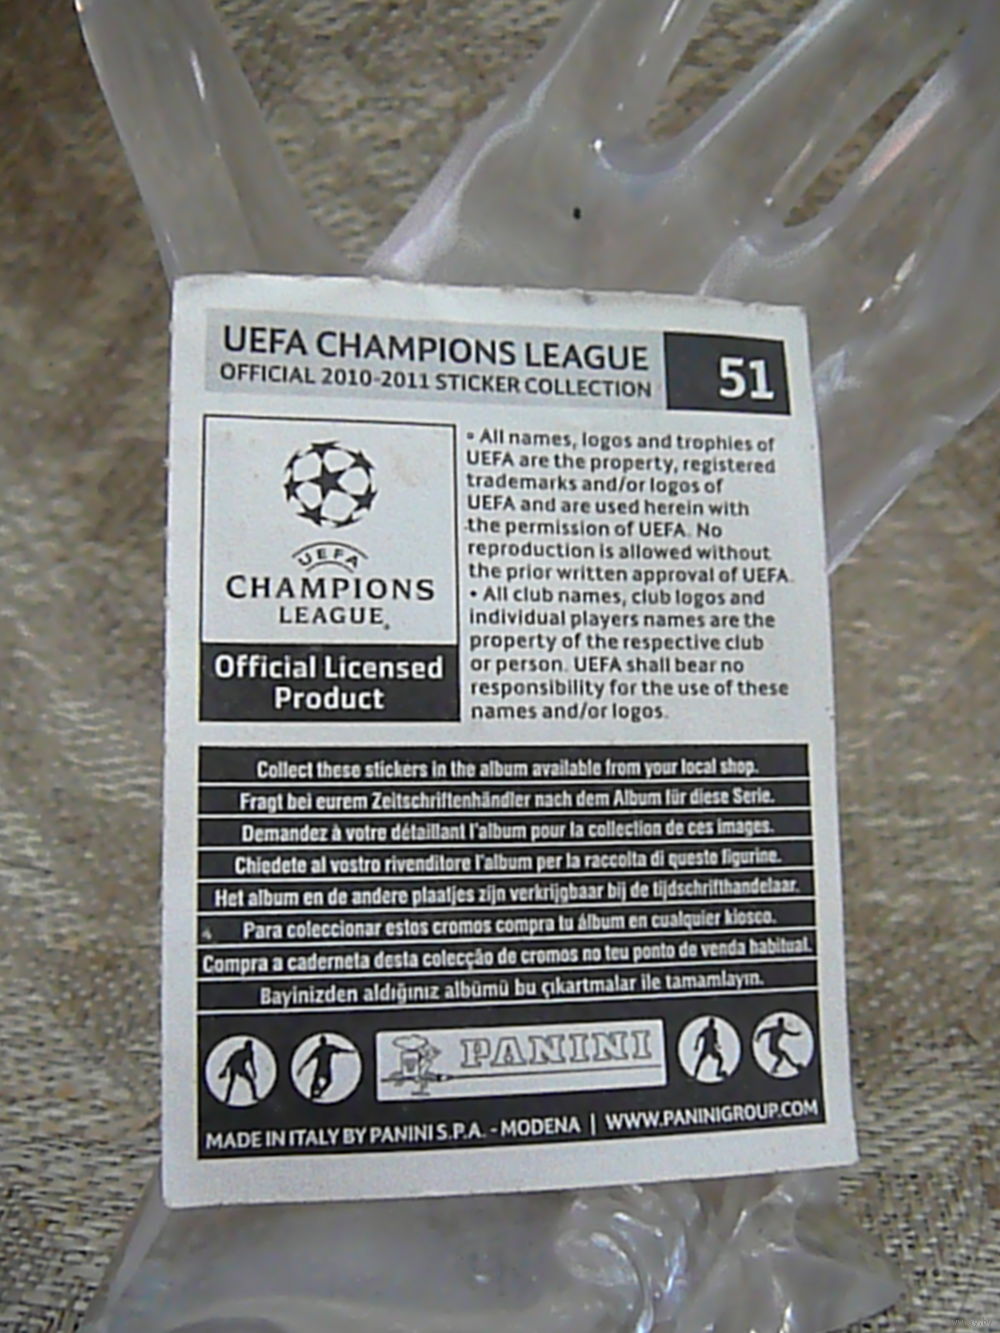 UEFA CHAMPIONS LEAGUE
OFFICIAL 2010-2011 STICKER COLLECTION
51
UEFA
CHAMPIONS
LEAGUE
Official Licensed
Product
• All names, logos and trophies of
UEFA are the property, registered
trademarks and/or logos of
UEFA and are used herein with
the permission of UEFA. No
reproduction is allowed without
the prior written approval of UEFA.
• All club names, club logos and
individual players names are the
property of the respective club
or person. UEFA shall bear no
responsibility for the use of these
names and/or logos.
Collect these stickers in the album available from your local shop.
Fragt bei eurem Zeitschriftenhändler nach dem Album für diese Serie.
Demandez à votre détaillant l'album pour la collection de ces images.
Chiedete al vostro rivenditore l'album per la raccolta di queste figurine.
Het album en de andere plaatjes zijn verkrijgbaar bij de tijdschrifthandelaar.
Para coleccionar estos cromos compra tu álbum en cualquier kiosco.
Compra a caderneta desta colecção de cromos no teu ponto de venda habitual.
Bayinizden aldığınız albümü bu çıkartmalar ile tamamlayın.
PANINI
MADE IN ITALY BY PANINI S.P.A. - MODENA | WWW.PANINIGROUP.COM